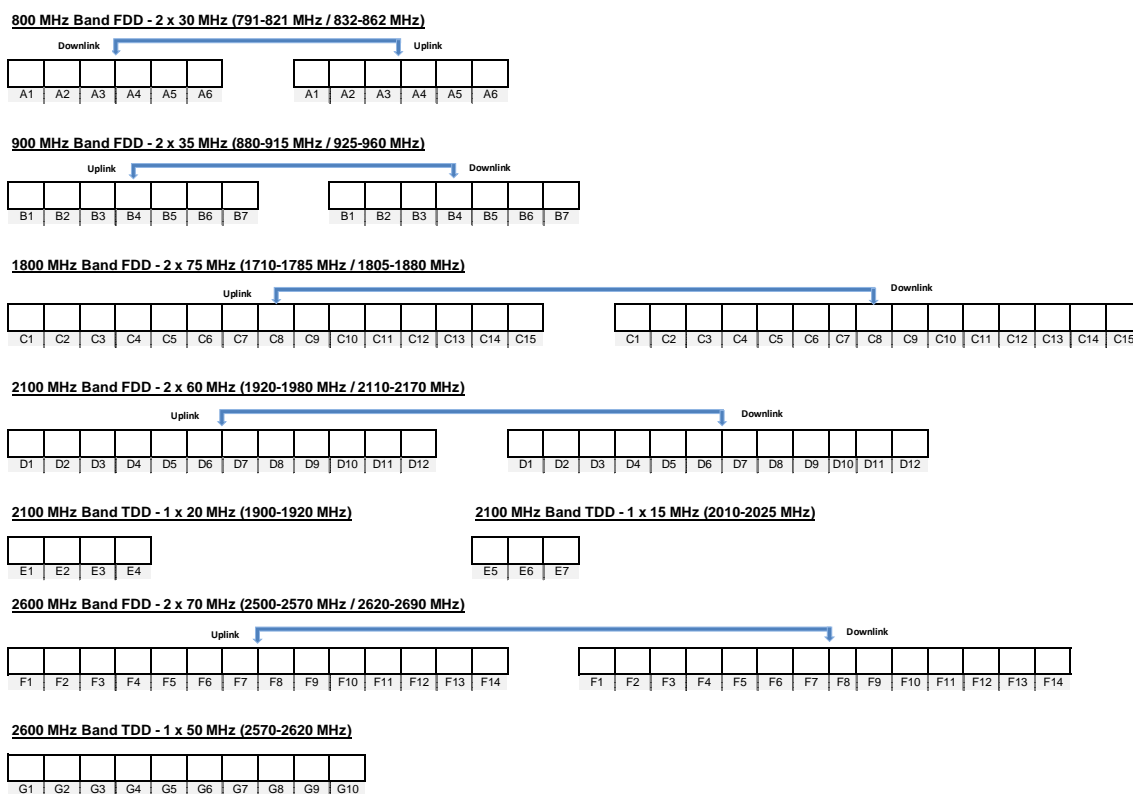 800 MHz Band FDD - 2 x 30 MHz (791-821 MHz / 832-862 MHz)
Downlink Uplink
A1 A2 A3 A4 A5 A6 A1 A2 A3 A4 A5 A6
900 MHz Band FDD - 2 x 35 MHz (880-915 MHz / 925-960 MHz)
Uplink Downlink
B1 B2 B3 B4 B5 B6 B7 B1 B2 B3 B4 B5 B6 B7
1800 MHz Band FDD - 2 x 75 MHz (1710-1785 MHz / 1805-1880 MHz)
Uplink Downlink
C1 C2 C3 C4 C5 C6 C7 C8 C9 C10 C11 C12 C13 C14 C15 C1 C2 C3 C4 C5 C6 C7 C8 C9 C10 C11 C12 C13 C14 C15
2100 MHz Band FDD - 2 x 60 MHz (1920-1980 MHz / 2110-2170 MHz)
Uplink Downlink
D1 D2 D3 D4 D5 D6 D7 D8 D9 D10 D11 D12 D1 D2 D3 D4 D5 D6 D7 D8 D9 D10 D11 D12
2100 MHz Band TDD - 1 x 20 MHz (1900-1920 MHz) 2100 MHz Band TDD - 1 x 15 MHz (2010-2025 MHz)
E1 E2 E3 E4 E5 E6 E7
2600 MHz Band FDD - 2 x 70 MHz (2500-2570 MHz / 2620-2690 MHz)
Uplink Downlink
F1 F2 F3 F4 F5 F6 F7 F8 F9 F10 F11 F12 F13 F14 F1 F2 F3 F4 F5 F6 F7 F8 F9 F10 F11 F12 F13 F14
2600 MHz Band TDD - 1 x 50 MHz (2570-2620 MHz)
G1 G2 G3 G4 G5 G6 G7 G8 G9 G10